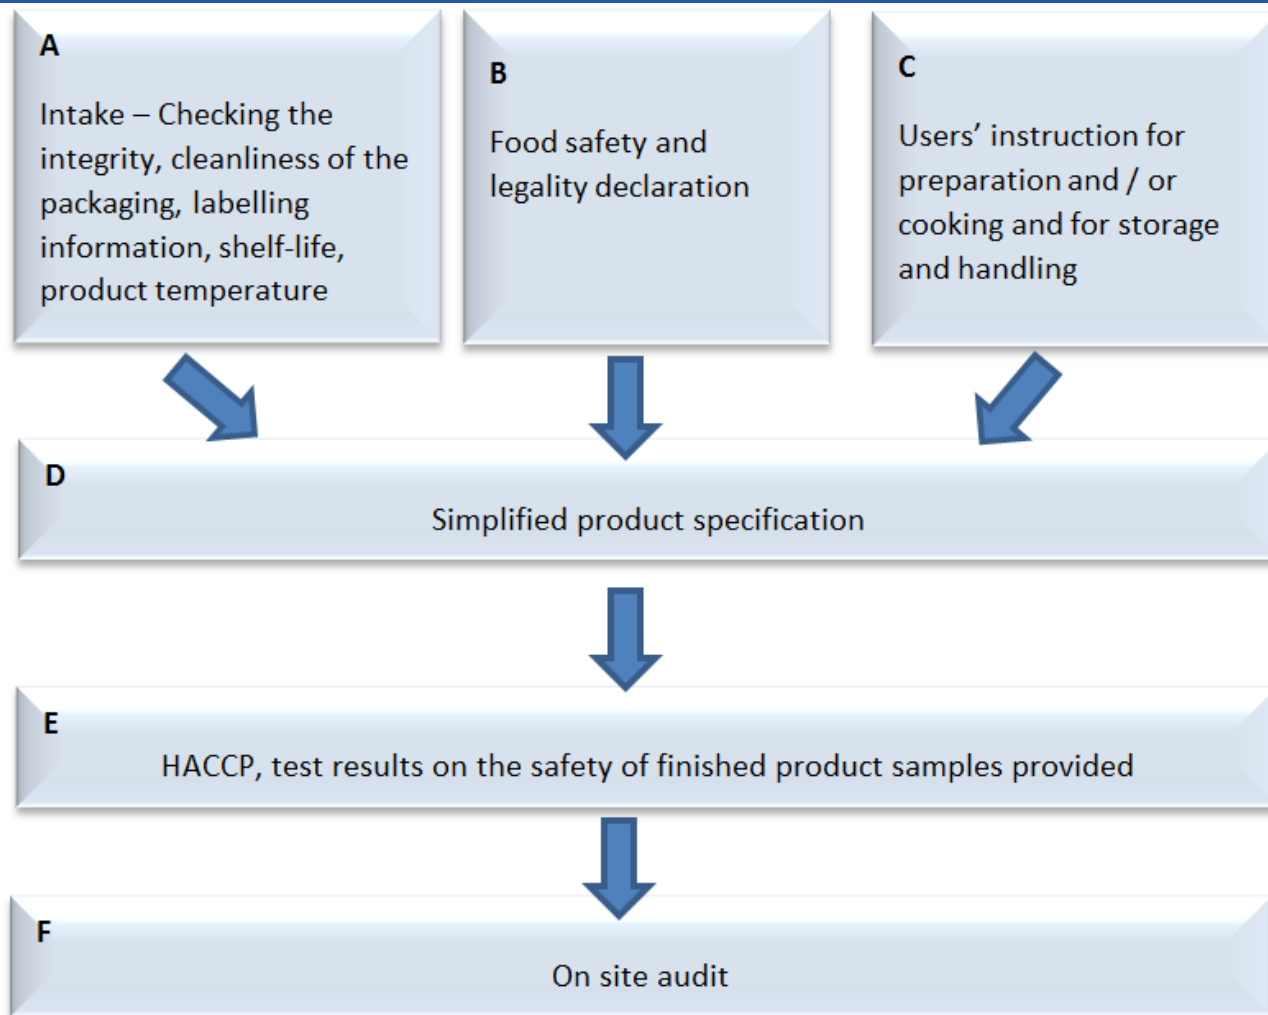 A
Intake – Checking the
integrity, cleanliness of the
packaging, labelling
information, shelf-life,
product temperature
B
Food safety and
legality declaration
C
Users’ instruction for
preparation and / or
cooking and for storage
and handling
D
Simplified product specification
E
HACCP, test results on the safety of finished product samples provided
F
On site audit